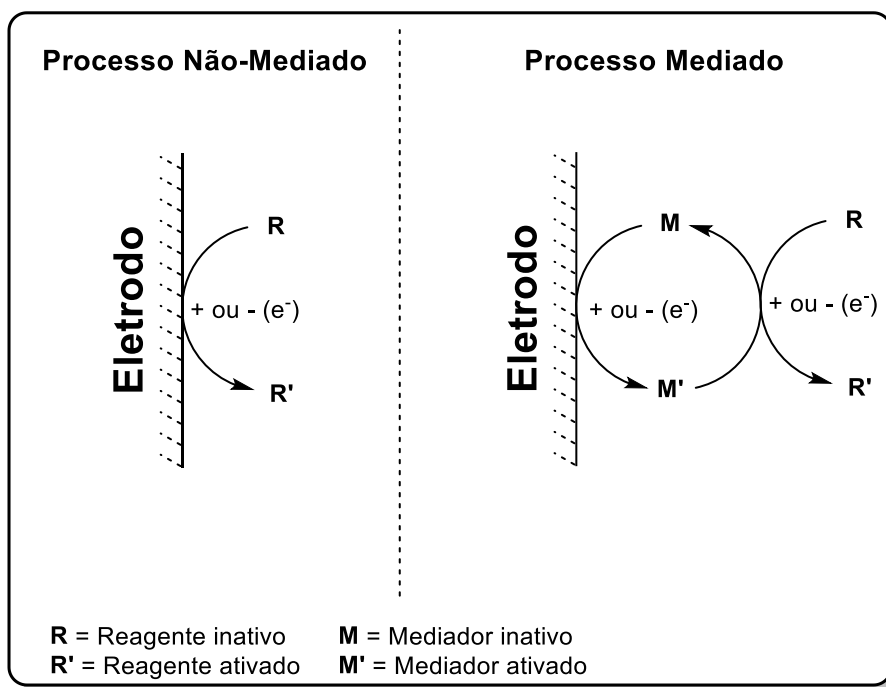 Processo Não-Mediado
Eletrodo
R
+ ou - (e⁻)
R'
Processo Mediado
Eletrodo
M
+ ou - (e⁻)
M'
R
+ ou - (e⁻)
R'
R = Reagente inativo
R' = Reagente ativado
M = Mediador inativo
M' = Mediador ativado